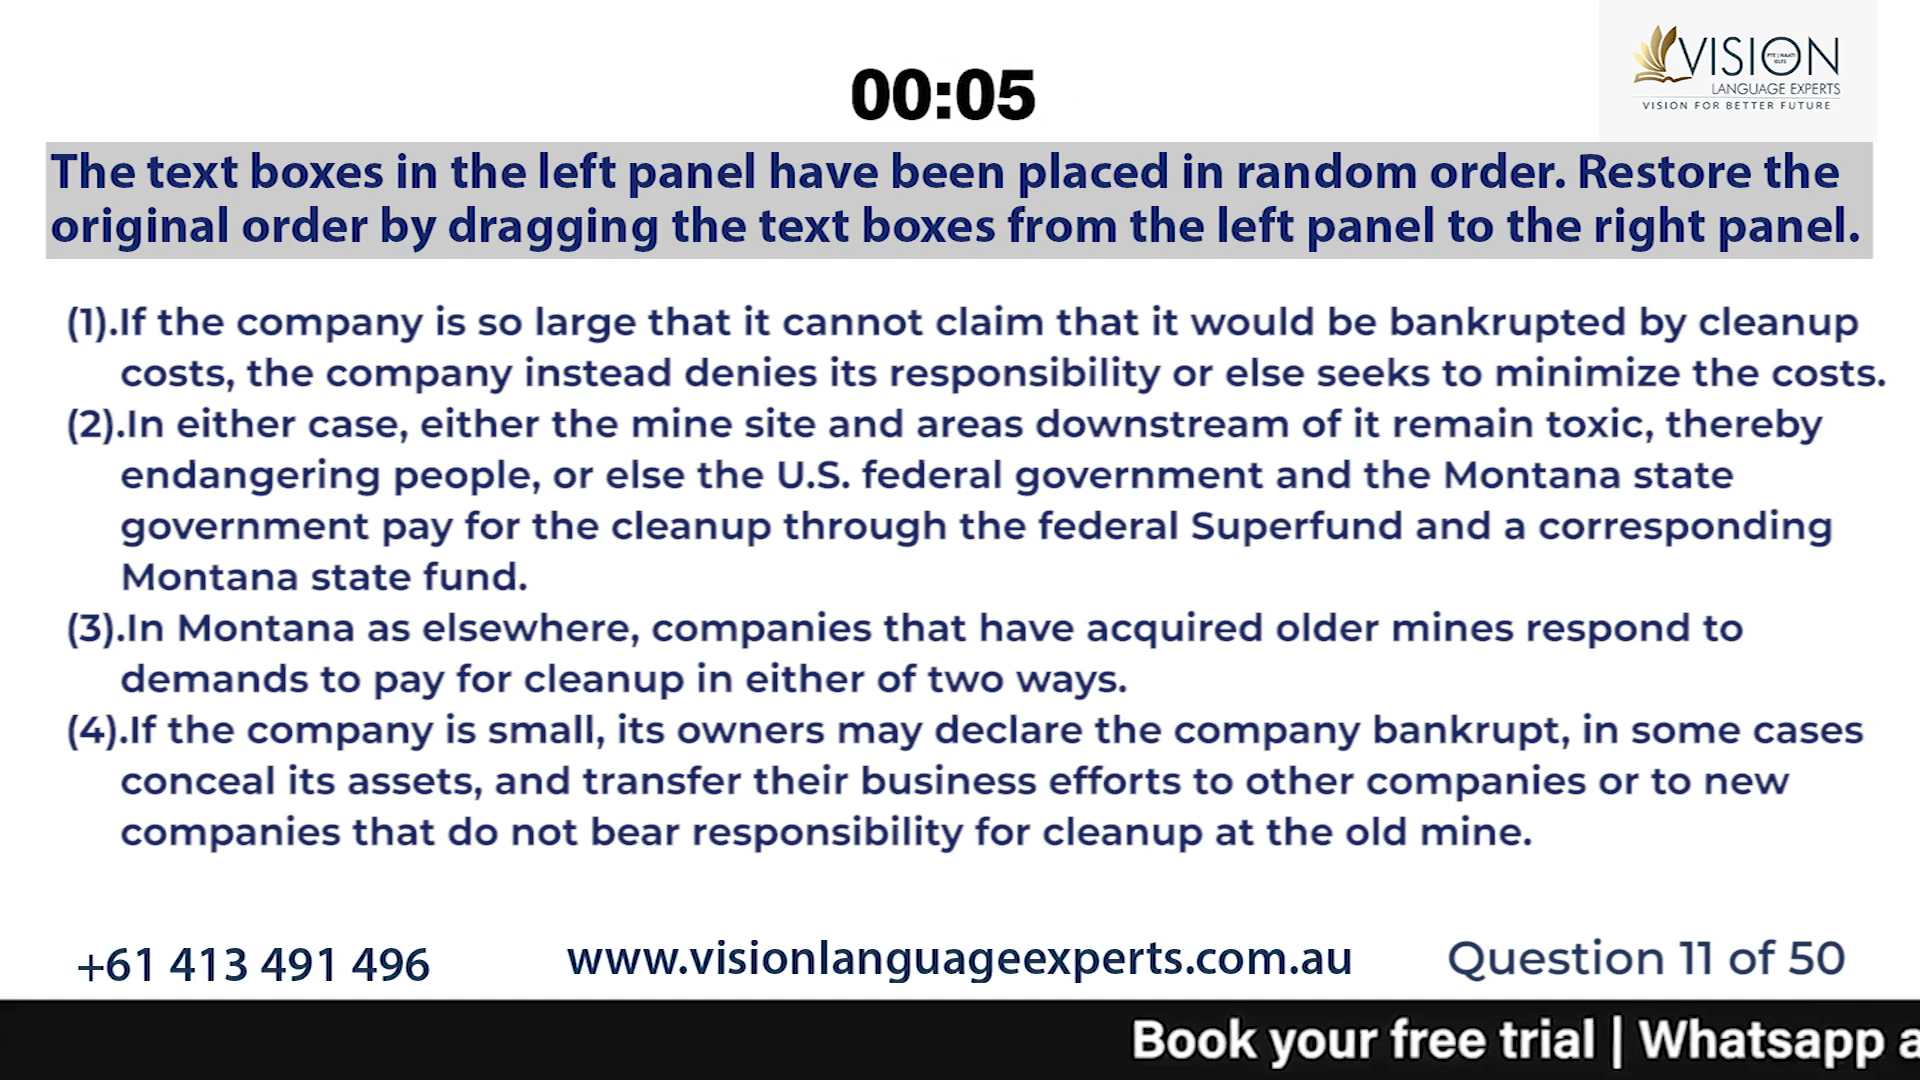 VISION
PTE | NAATI
IELTS
LANGUAGE EXPERTS
VISION FOR BETTER FUTURE
00:05
The text boxes in the left panel have been placed in random order. Restore the
original order by dragging the text boxes from the left panel to the right panel.
(1).If the company is so large that it cannot claim that it would be bankrupted by cleanup
costs, the company instead denies its responsibility or else seeks to minimize the costs.
(2).In either case, either the mine site and areas downstream of it remain toxic, thereby
endangering people, or else the U.S. federal government and the Montana state
government pay for the cleanup through the federal Superfund and a corresponding
Montana state fund.
(3).In Montana as elsewhere, companies that have acquired older mines respond to
demands to pay for cleanup in either of two ways.
(4).If the company is small, its owners may declare the company bankrupt, in some cases
conceal its assets, and transfer their business efforts to other companies or to new
companies that do not bear responsibility for cleanup at the old mine.
+61 413 491 496
www.visionlanguageexperts.com.au
Question 11 of 50
Book your free trial | Whatsapp a